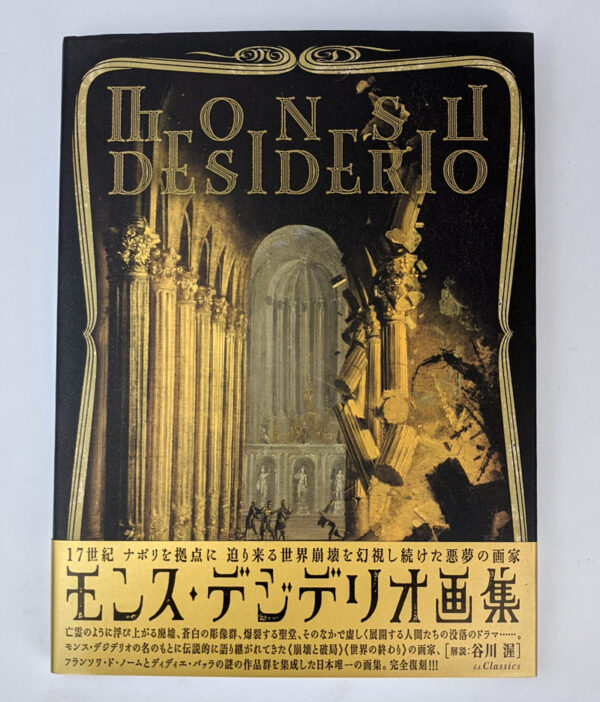 MONSU
DESIDERIO
17世紀 ナポリを拠点に 迫り来る世界崩壊を幻視し続けた悪夢の画家
モンス・デジデリオ画集
亡霊のように浮び上がる廃墟、蒼白の彫像群、爆裂する聖堂、そのなかで虚しく展開する人間たちの没落のドラマ……。
モンス・デジデリオの名のもとに伝説的に語り継がれてきた〈崩壊と破局〉〈世界の終わり〉の画家、[解説:谷川 渥]
フランソワ・ド・ノームとディディエ・バッラの謎の作品群を集成した日本唯一の画集。完全復刻!!! é.t.Classics